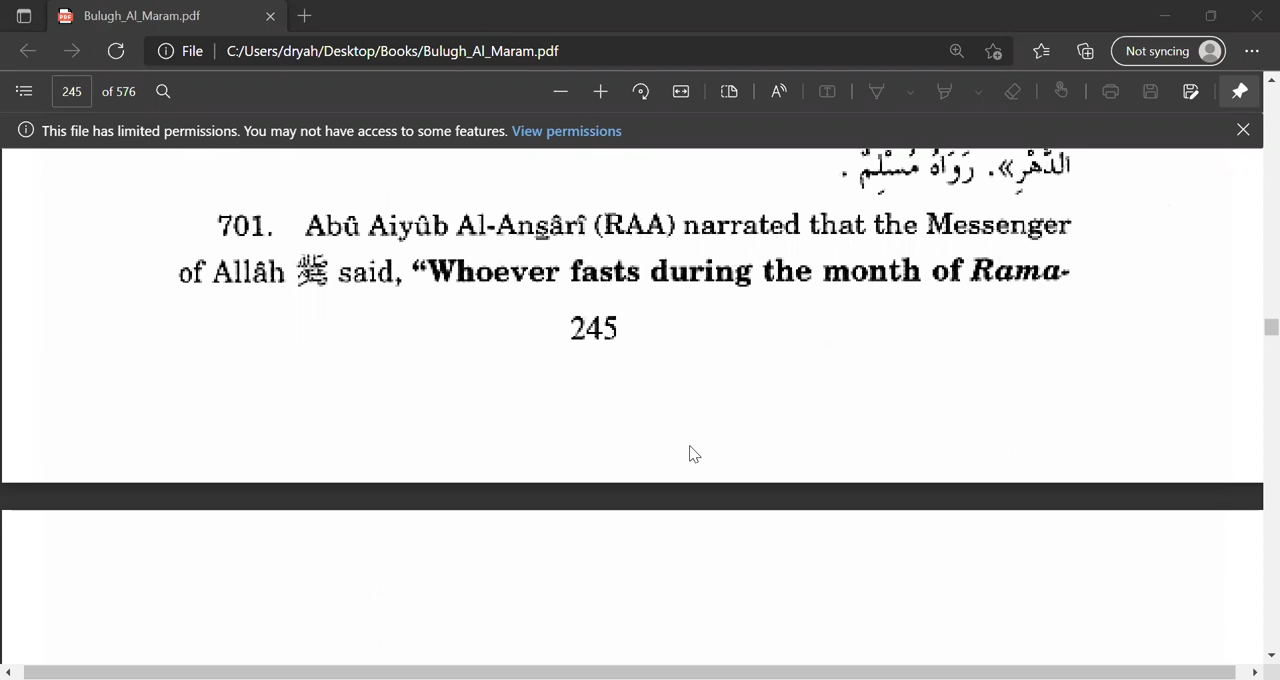 Bulugh_Al_Maram.pdf
File C:/Users/dryah/Desktop/Books/Bulugh_Al_Maram.pdf Not syncing
245 of 576
This file has limited permissions. You may not have access to some features. View permissions
الدَّهْرِ». رَوَاهُ مُسْلِمٌ .
701. Abû Aiyûb Al-Anṣârî (RAA) narrated that the Messenger
of Allâh ﷺ said, “Whoever fasts during the month of Rama-
245